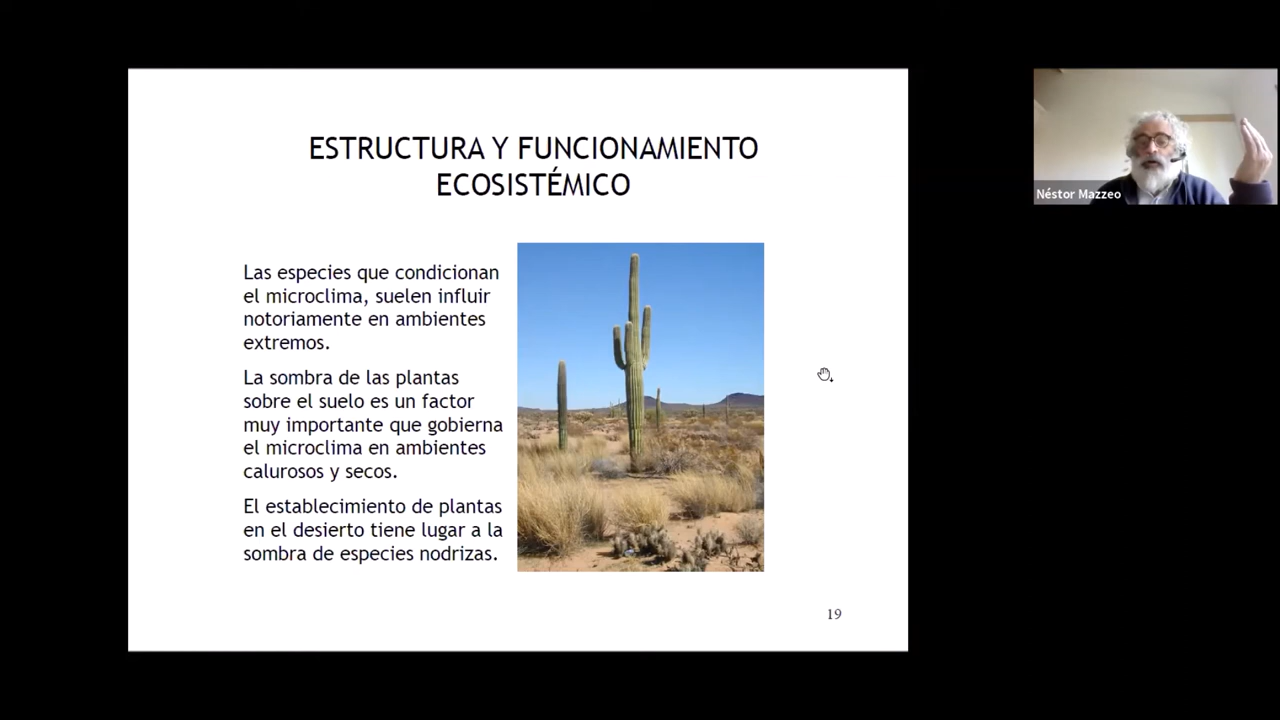 ESTRUCTURA Y FUNCIONAMIENTO
ECOSISTÉMICO
Las especies que condicionan
el microclima, suelen influir
notoriamente en ambientes
extremos.
La sombra de las plantas
sobre el suelo es un factor
muy importante que gobierna
el microclima en ambientes
calurosos y secos.
El establecimiento de plantas
en el desierto tiene lugar a la
sombra de especies nodrizas.
19
Néstor Mazzeo